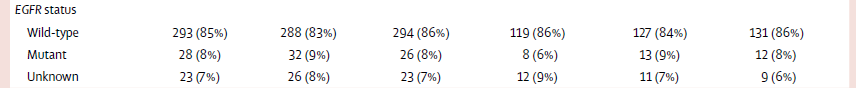 EGFR status
Wild-type 293 (85%) 288 (83%) 294 (86%) 119 (86%) 127 (84%) 131 (86%)
Mutant 28 (8%) 32 (9%) 26 (8%) 8 (6%) 13 (9%) 12 (8%)
Unknown 23 (7%) 26 (8%) 23 (7%) 12 (9%) 11 (7%) 9 (6%)